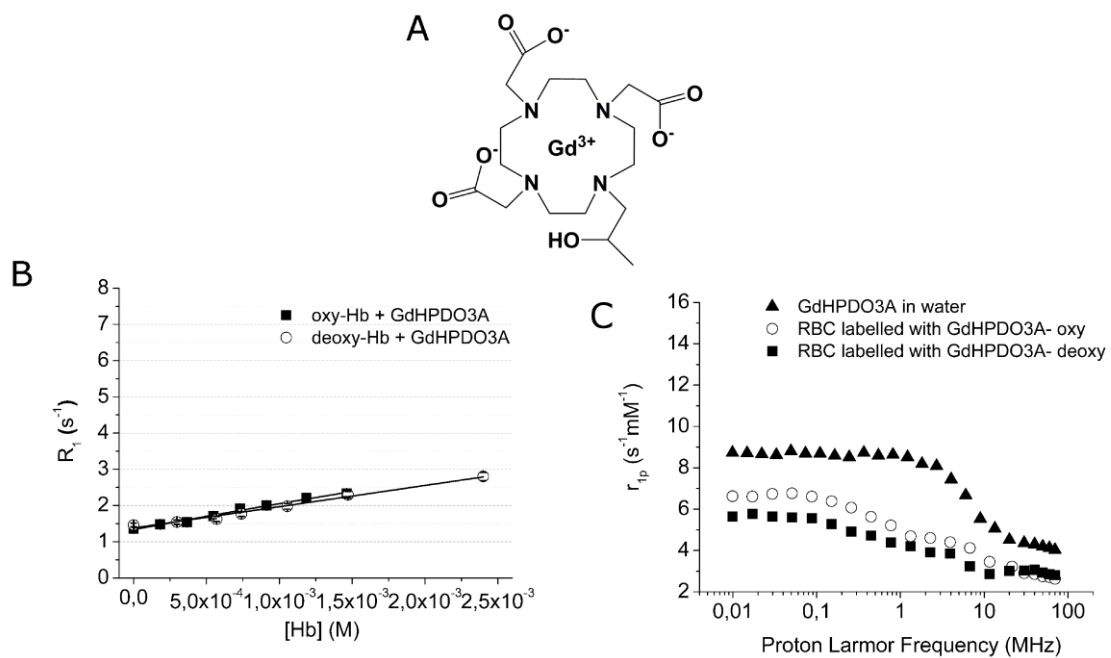 A
O
O⁻
N
N
O
O⁻
Gd³⁺
O⁻
O
N
N
HO
B
8
7
6
5
4
3
2
1
0
R₁ (s⁻¹)
oxy-Hb + GdHPDO3A
deoxy-Hb + GdHPDO3A
0,0
5,0x10⁻⁴
1,0x10⁻³
1,5x10⁻³
2,0x10⁻³
2,5x10⁻³
[Hb] (M)
C
16
14
12
10
8
6
4
2
r₁ₚ (s⁻¹mM⁻¹)
GdHPDO3A in water
RBC labelled with GdHPDO3A- oxy
RBC labelled with GdHPDO3A- deoxy
0,01
0,1
1
10
100
Proton Larmor Frequency (MHz)